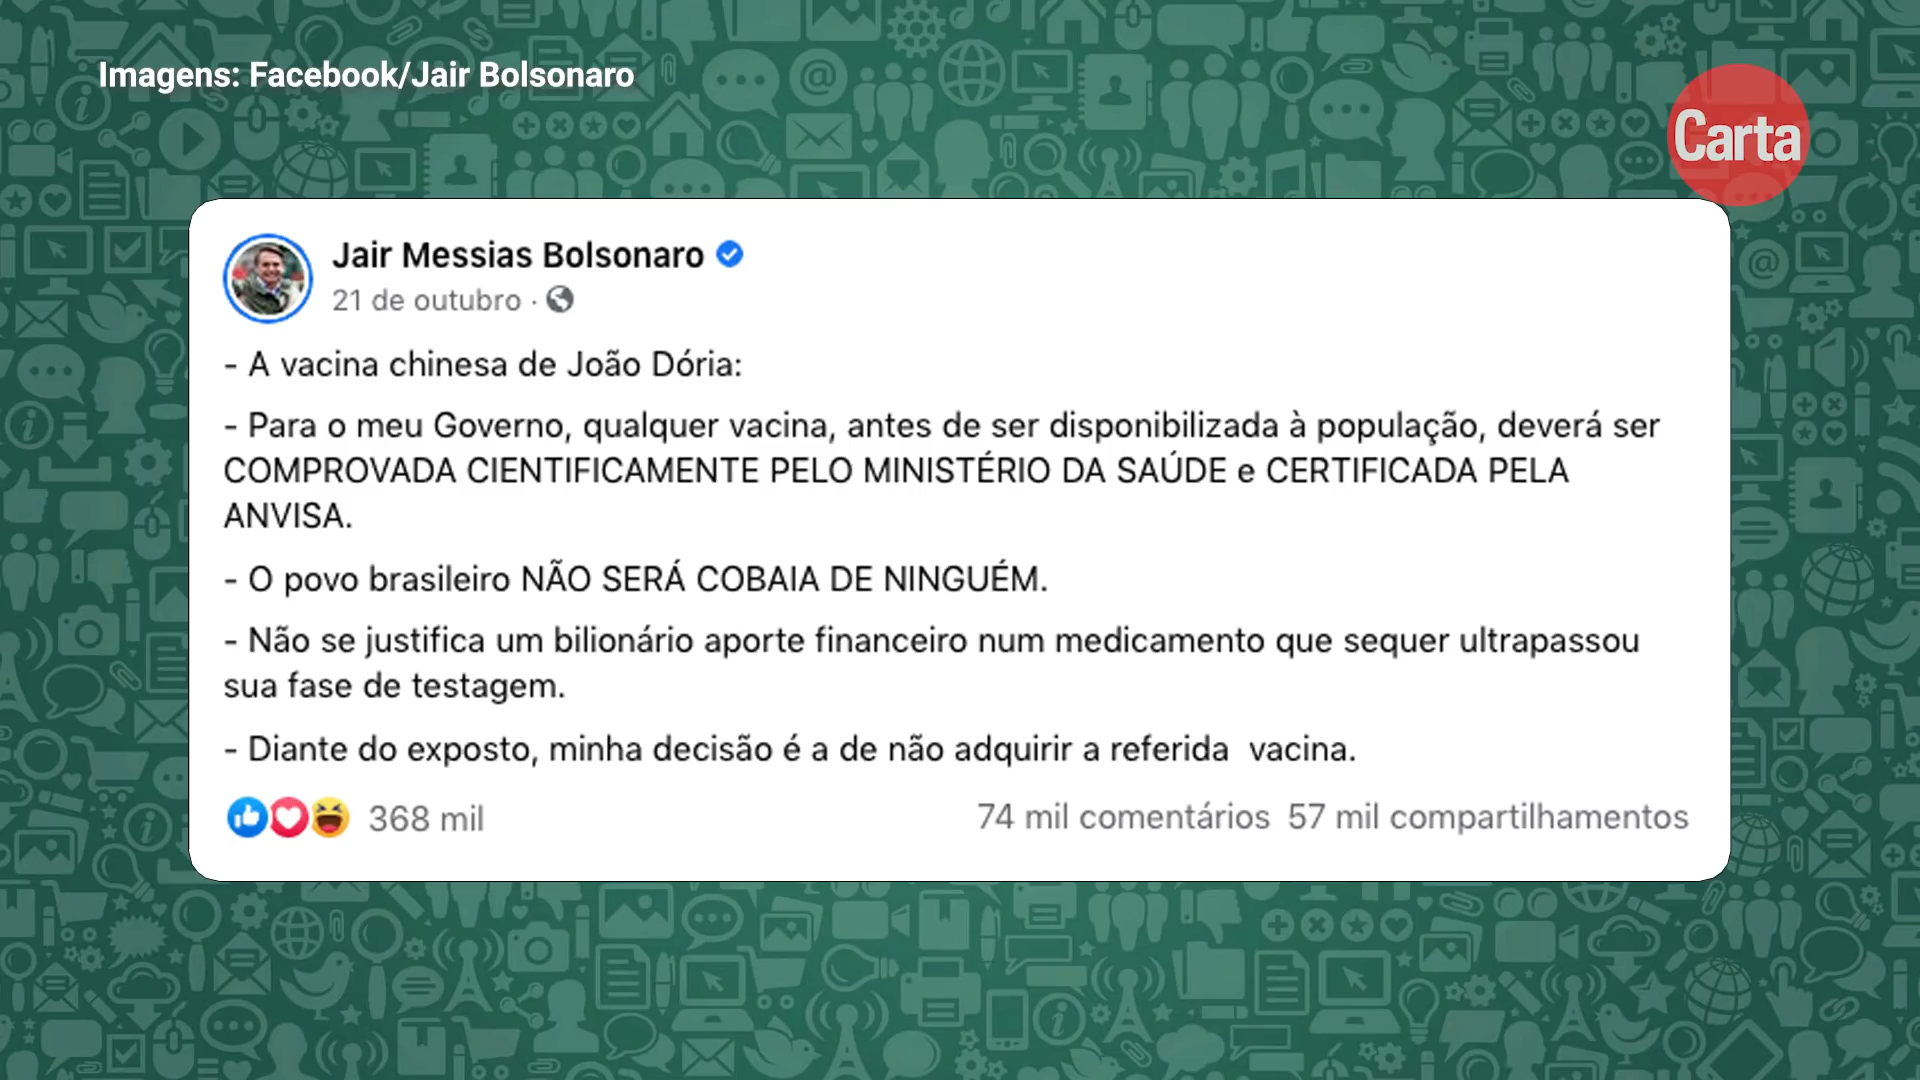 Imagens: Facebook/Jair Bolsonaro
Carta
Jair Messias Bolsonaro
21 de outubro ·
- A vacina chinesa de João Dória:
- Para o meu Governo, qualquer vacina, antes de ser disponibilizada à população, deverá ser
COMPROVADA CIENTIFICAMENTE PELO MINISTÉRIO DA SAÚDE e CERTIFICADA PELA
ANVISA.
- O povo brasileiro NÃO SERÁ COBAIA DE NINGUÉM.
- Não se justifica um bilionário aporte financeiro num medicamento que sequer ultrapassou
sua fase de testagem.
- Diante do exposto, minha decisão é a de não adquirir a referida  vacina.
368 mil
74 mil comentários 57 mil compartilhamentos